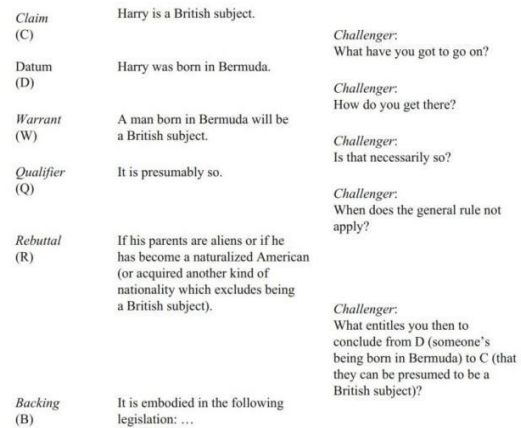 Claim
(C)
Harry is a British subject.
Challenger:
What have you got to go on?
Datum
(D)
Harry was born in Bermuda.
Challenger:
How do you get there?
Warrant
(W)
A man born in Bermuda will be
a British subject.
Challenger:
Is that necessarily so?
Qualifier
(Q)
It is presumably so.
Challenger:
When does the general rule not
apply?
Rebuttal
(R)
If his parents are aliens or if he
has become a naturalized American
(or acquired another kind of
nationality which excludes being
a British subject).
Challenger:
What entitles you then to
conclude from D (someone's
being born in Bermuda) to C (that
they can be presumed to be a
British subject)?
Backing
(B)
It is embodied in the following
legislation: …